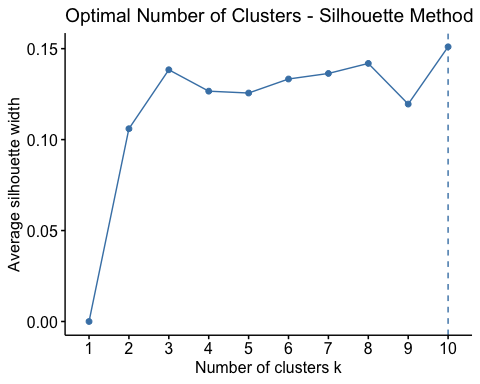 Optimal Number of Clusters - Silhouette Method
0.15
0.10
0.05
0.00
Average silhouette width
1 2 3 4 5 6 7 8 9 10
Number of clusters k